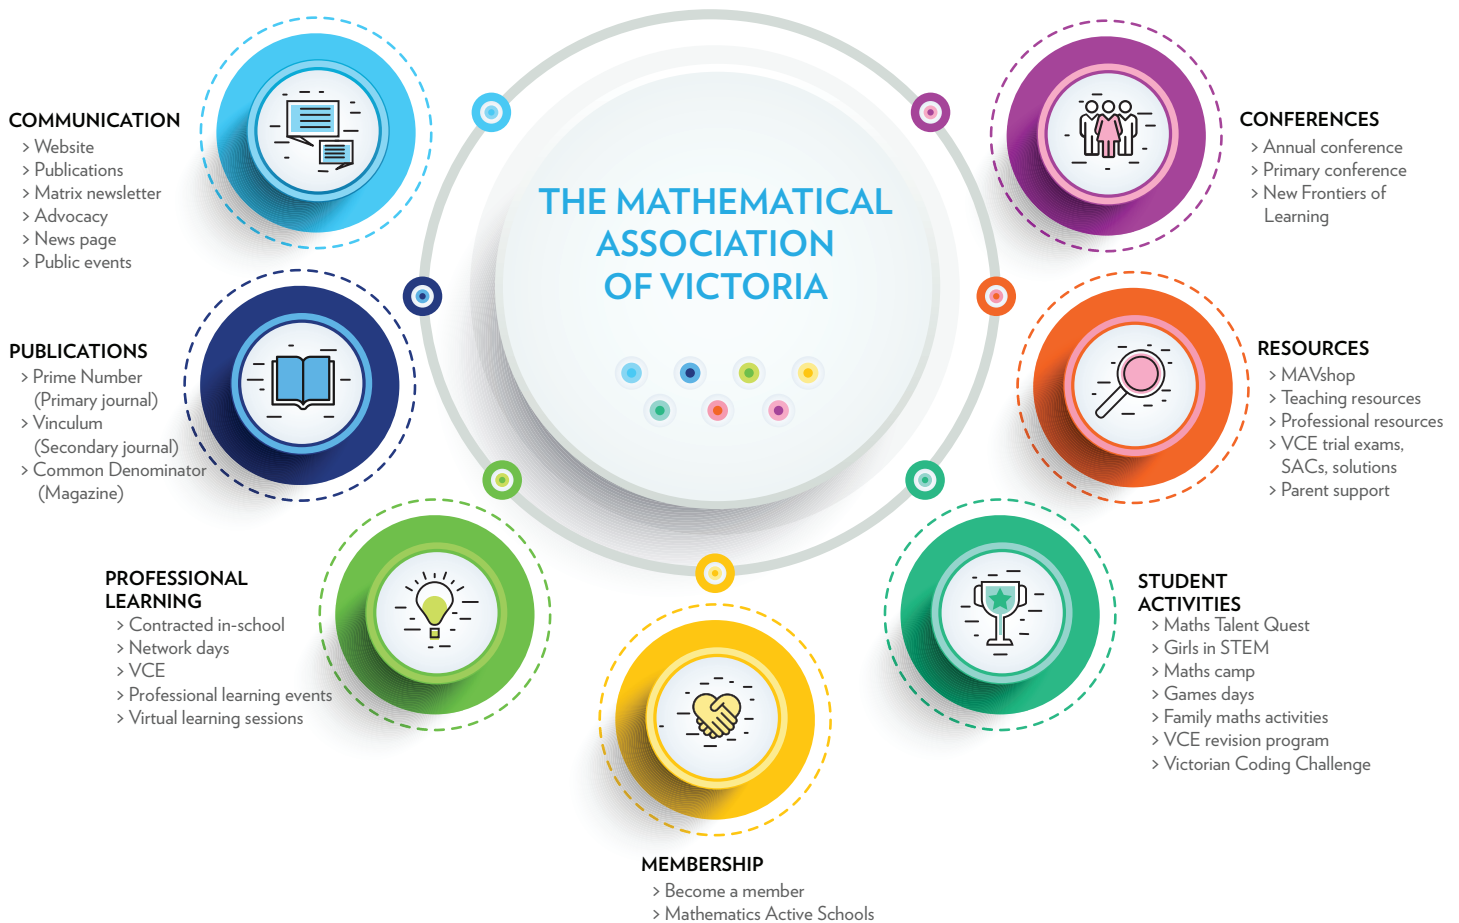 THE MATHEMATICAL
ASSOCIATION
OF VICTORIA
COMMUNICATION
> Website
> Publications
> Matrix newsletter
> Advocacy
> News page
> Public events
PUBLICATIONS
> Prime Number
(Primary journal)
> Vinculum
(Secondary journal)
> Common Denominator
(Magazine)
PROFESSIONAL
LEARNING
> Contracted in-school
> Network days
> VCE
> Professional learning events
> Virtual learning sessions
MEMBERSHIP
> Become a member
> Mathematics Active Schools
STUDENT
ACTIVITIES
> Maths Talent Quest
> Girls in STEM
> Maths camp
> Games days
> Family maths activities
> VCE revision program
> Victorian Coding Challenge
RESOURCES
> MAVshop
> Teaching resources
> Professional resources
> VCE trial exams,
SACs, solutions
> Parent support
CONFERENCES
> Annual conference
> Primary conference
> New Frontiers of
Learning